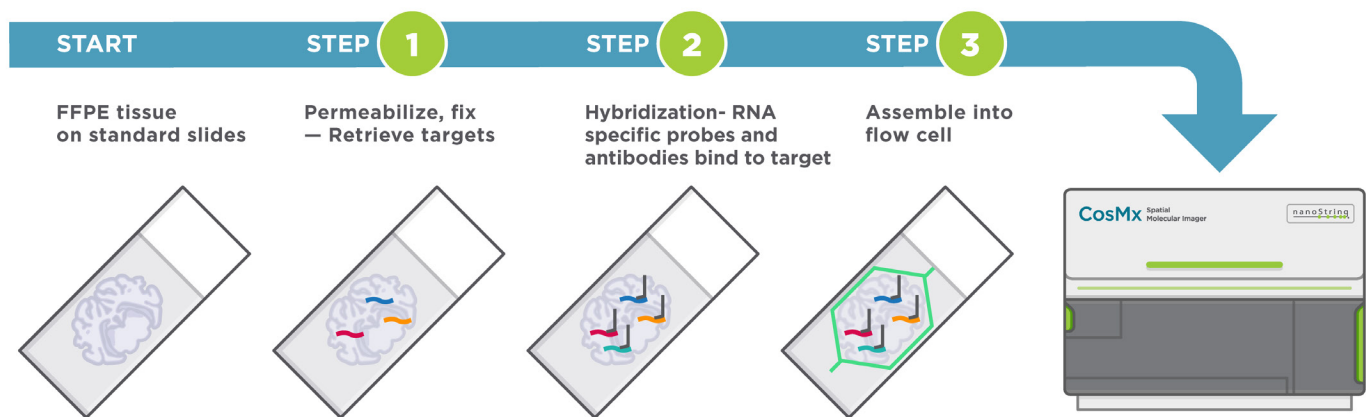 START
STEP 1
STEP 2
STEP 3
FFPE tissue
on standard slides
Permeabilize, fix
— Retrieve targets
Hybridization- RNA
specific probes and
antibodies bind to target
Assemble into
flow cell
CosMx Spatial
Molecular Imager
nanoString